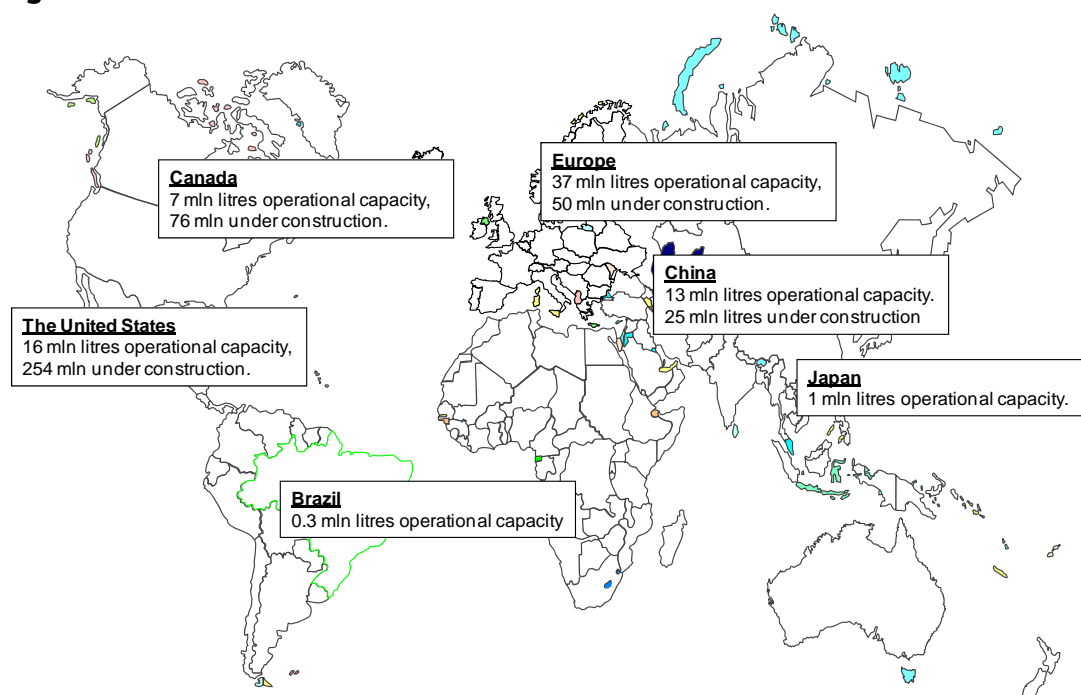 Canada
7 mln litres operational capacity,
76 mln under construction.
Europe
37 mln litres operational capacity,
50 mln under construction.
China
13 mln litres operational capacity.
25 mln litres under construction
The United States
16 mln litres operational capacity,
254 mln under construction.
Japan
1 mln litres operational capacity.
Brazil
0.3 mln litres operational capacity